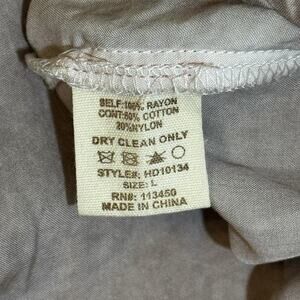 SELF: 100% RAYON
CONT: 80% COTTON
20% NYLON
DRY CLEAN ONLY
STYLE#: HD10134
SIZE: L
RN#: 113450
MADE IN CHINA